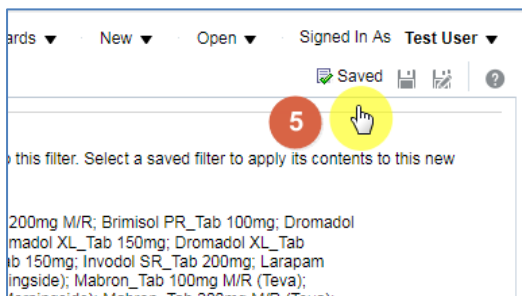 ards ▼ New ▼ Open ▼ Signed In As Test User ▼
Saved
5
this filter. Select a saved filter to apply its contents to this new
200mg M/R; Brimisol PR_Tab 100mg; Dromadol
madol XL_Tab 150mg; Dromadol XL_Tab
ab 150mg; Invodol SR_Tab 200mg; Larapam
ingside); Mabron_Tab 100mg M/R (Teva);